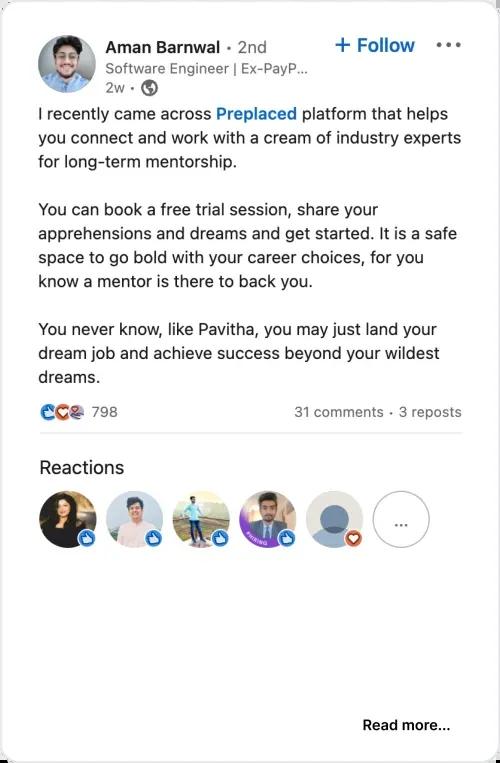 Aman Barnwal • 2nd
+ Follow
Software Engineer | Ex-PayP...
2w •
I recently came across Preplaced platform that helps
you connect and work with a cream of industry experts
for long-term mentorship.
You can book a free trial session, share your
apprehensions and dreams and get started. It is a safe
space to go bold with your career choices, for you
know a mentor is there to back you.
You never know, like Pavitha, you may just land your
dream job and achieve success beyond your wildest
dreams.
798
31 comments • 3 reposts
Reactions
#HIRING
...
Read more...